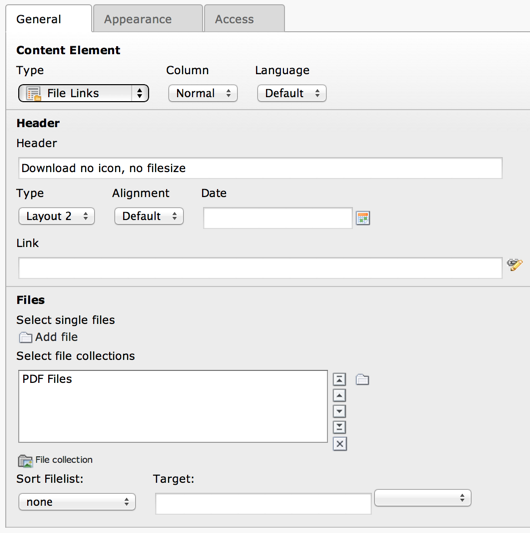 General Appearance Access
Content Element
Type Column Language
File Links Normal Default
Header
Header
Download no icon, no filesize
Type Alignment Date
Layout 2 Default
Link
Files
Select single files
Add file
Select file collections
PDF Files
File collection
Sort Filelist: Target:
none